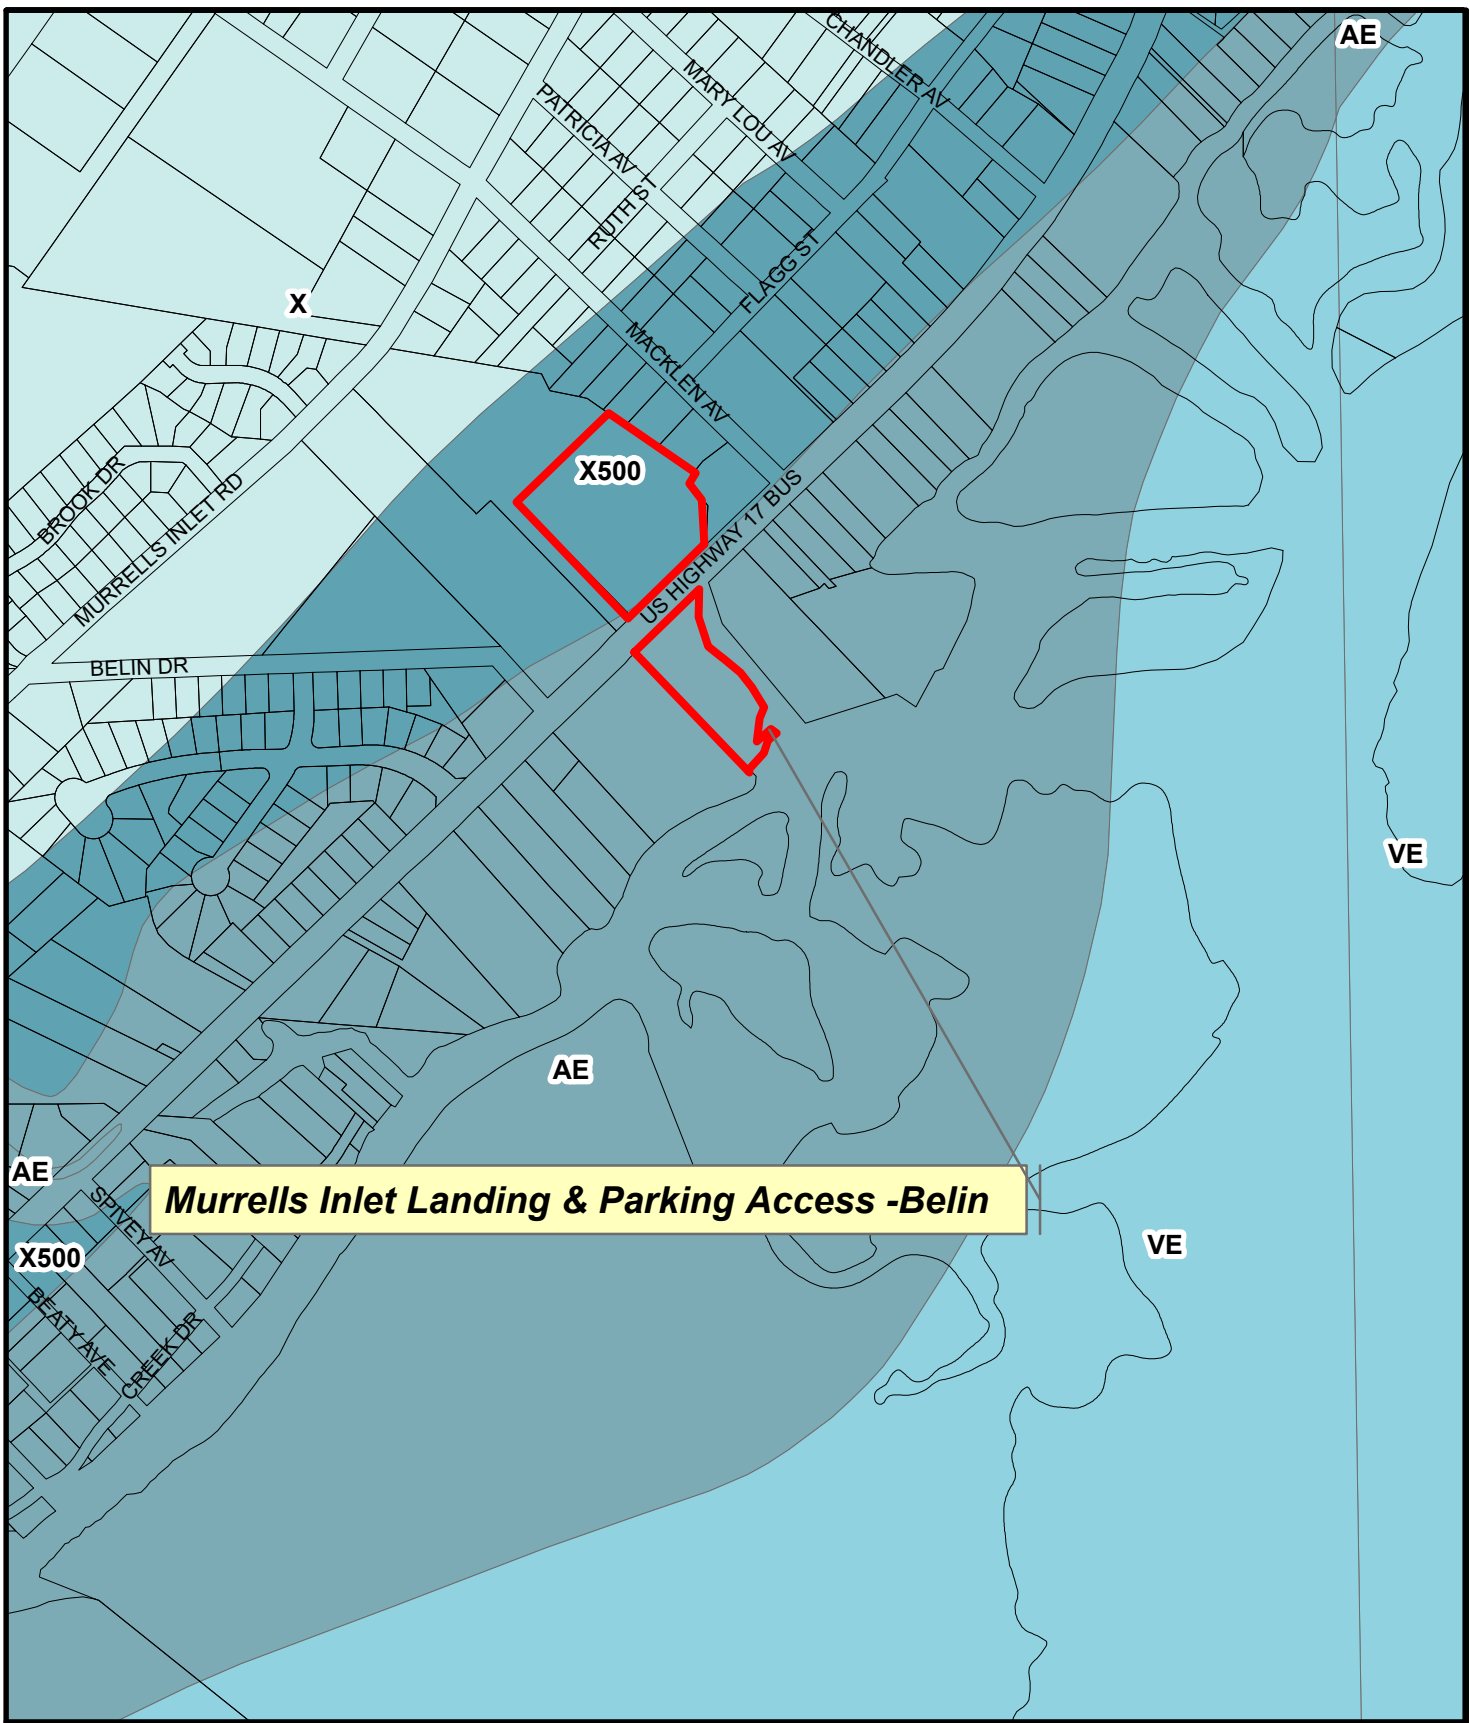 CHANDLER AV
AE
MARY LOU AV
PATRICIA AV
RUTH ST
FLAGG ST
X
MACKLEN AV
X500
BROOK DR
MURRELLS INLET RD
US HIGHWAY 17 BUS
BELIN DR
VE
AE
AE
Murrells Inlet Landing & Parking Access -Belin
SPIVEY AV
VE
X500
BEATY AVE
CREEK DR